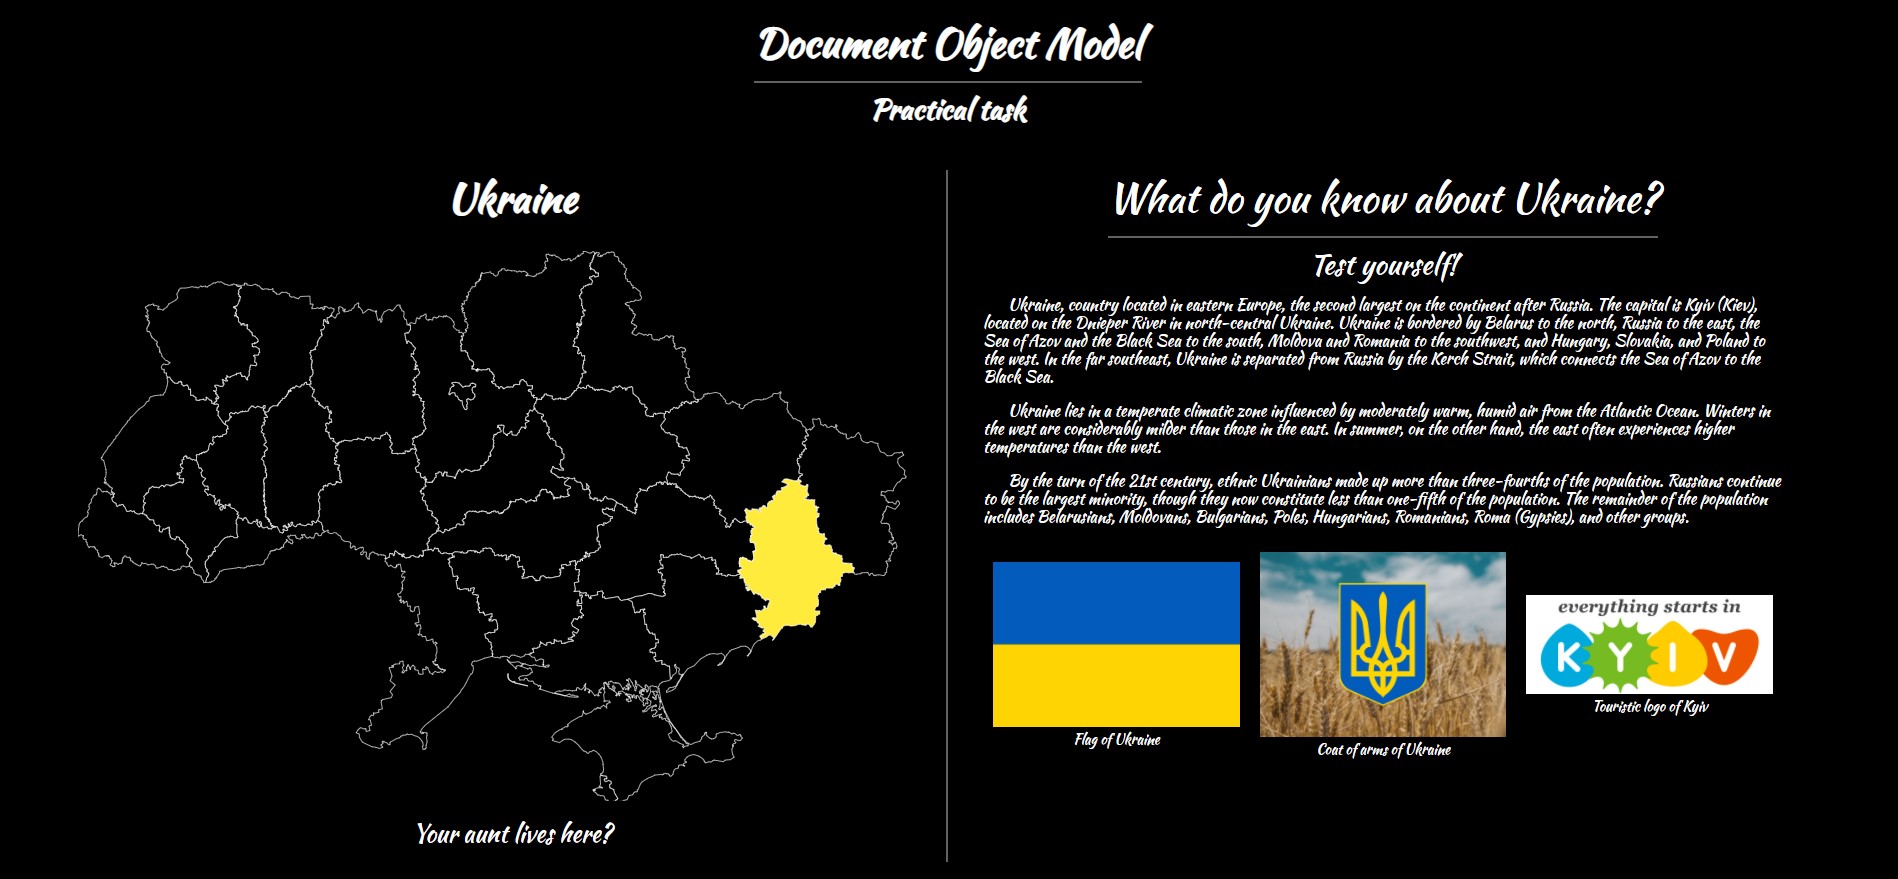 Document Object Model
Practical task
Ukraine
Your aunt lives here?
What do you know about Ukraine?
Test yourself!
Ukraine, country located in eastern Europe, the second largest on the continent after Russia. The capital is Kyiv (Kiev),
located on the Dnieper River in north-central Ukraine. Ukraine is bordered by Belarus to the north, Russia to the east, the
Sea of Azov and the Black Sea to the south, Moldova and Romania to the southwest, and Hungary, Slovakia, and Poland to
the west. In the far southeast, Ukraine is separated from Russia by the Kerch Strait, which connects the Sea of Azov to the
Black Sea.
Ukraine lies in a temperate climatic zone influenced by moderately warm, humid air from the Atlantic Ocean. Winters in
the west are considerably milder than those in the east. In summer, on the other hand, the east often experiences higher
temperatures than the west.
By the turn of the 21st century, ethnic Ukrainians made up more than three-fourths of the population. Russians continue
to be the largest minority, though they now constitute less than one-fifth of the population. The remainder of the population
includes Belarusians, Moldovans, Bulgarians, Poles, Hungarians, Romanians, Roma (Gypsies), and other groups.
Flag of Ukraine
Coat of arms of Ukraine
everything starts in
KYIV
Touristic logo of Kyiv